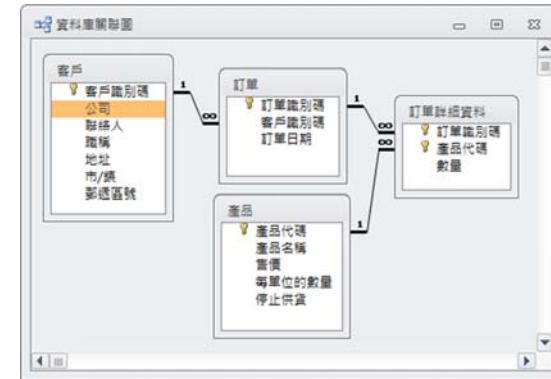 資料庫關聯圖
客戶
客戶識別碼
公司
聯絡人
職稱
地址
市/鎮
郵遞區號
1
∞
訂單
訂單識別碼
客戶識別碼
訂單日期
1
∞
∞
訂單詳細資料
訂單識別碼
產品代碼
數量
產品
產品代碼
產品名稱
售價
每單位的數量
停止供貨
1